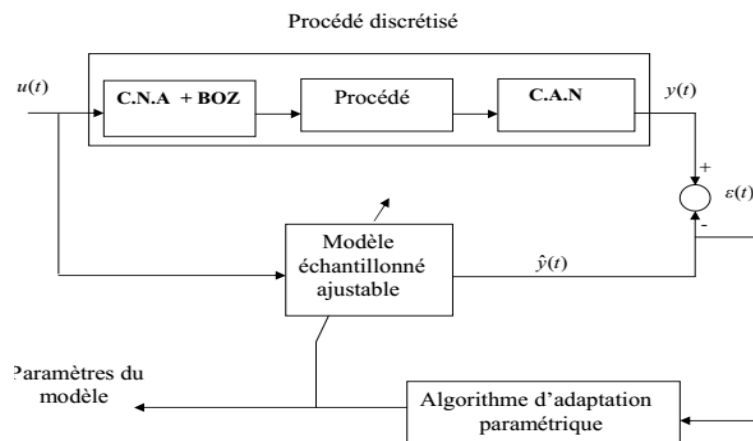 Procédé discrétisé
u(t)
C.N.A + BOZ
Procédé
C.A.N
y(t)
+
ε(t)
-
Modèle
échantillonné
ajustable
ŷ(t)
Paramètres du
modèle
Algorithme d’adaptation
paramétrique